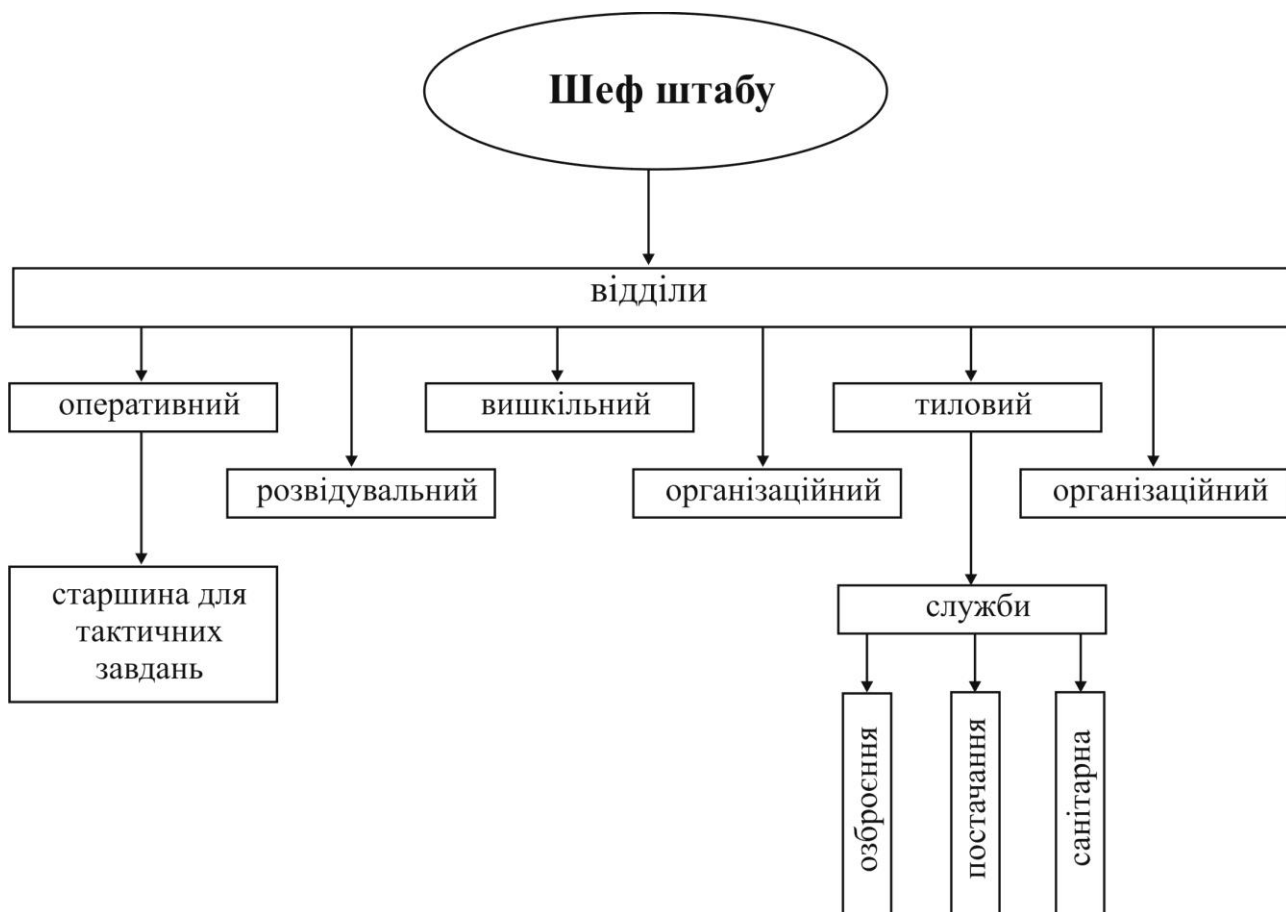 Шеф штабу
відділи
оперативний
вишкільний
тиловий
розвідувальний
організаційний
організаційний
старшина для
тактичних
завдань
служби
озброєння
постачання
санітарна